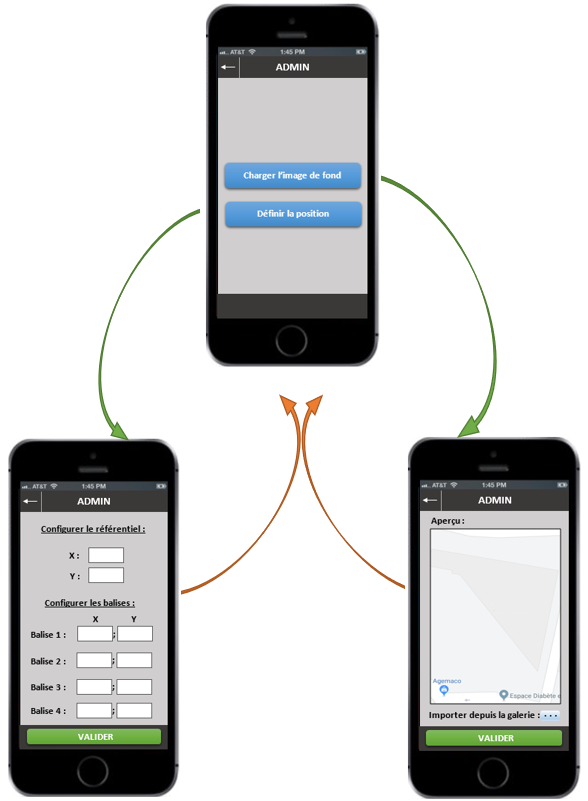 AT&T 1:45 PM
ADMIN
Charger l'image de fond
Définir la position
AT&T 1:45 PM
ADMIN
Configurer le référentiel :
X :
Y :
Configurer les balises :
X Y
Balise 1 : ;
Balise 2 : ;
Balise 3 : ;
Balise 4 : ;
VALIDER
AT&T 1:45 PM
ADMIN
Aperçu :
Agemaco
Espace Diabète e
Importer depuis la galerie : ...
VALIDER